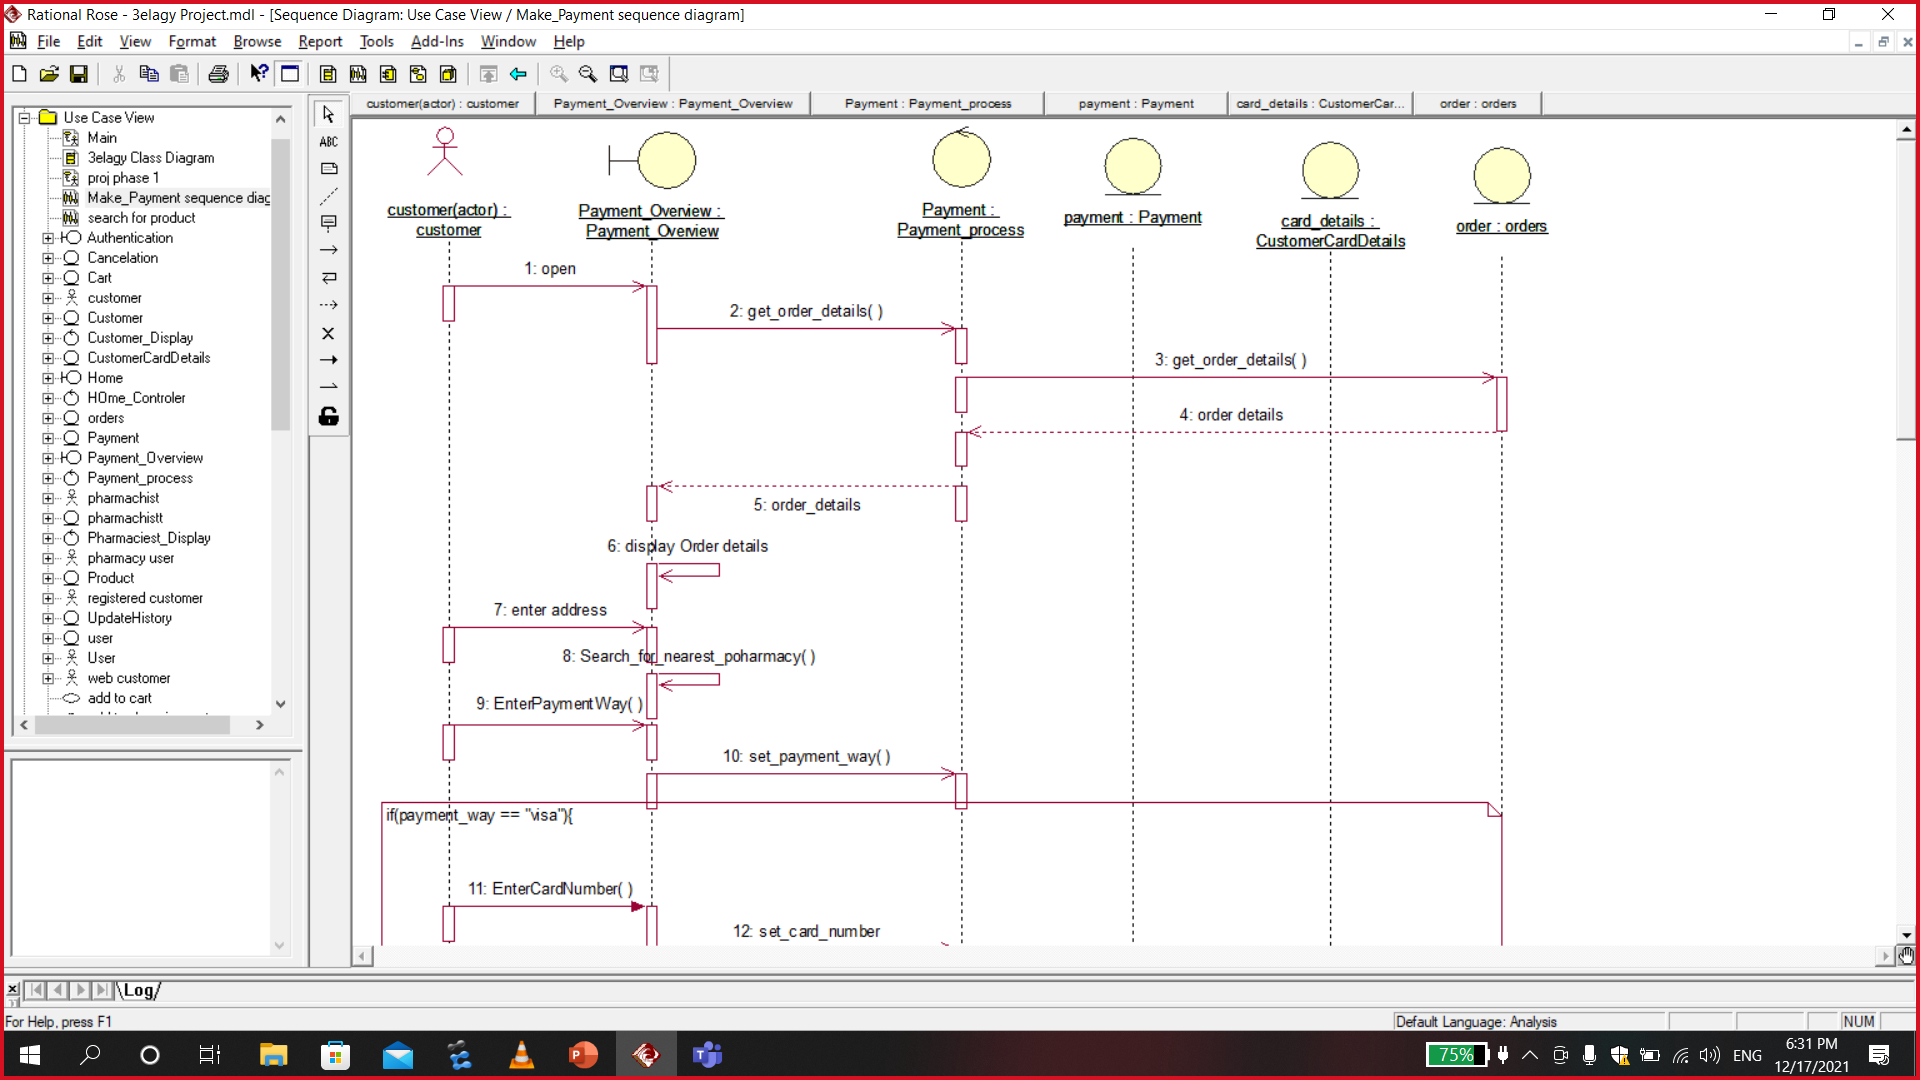 Rational Rose - 3elagy Project.mdl - [Sequence Diagram: Use Case View / Make_Payment sequence diagram]
File Edit View Format Browse Report Tools Add-Ins Window Help
customer(actor) : customer
Payment_Overview : Payment_Overview
Payment : Payment_process
payment : Payment
card_details : CustomerCar...
order : orders
Use Case View
Main
3elagy Class Diagram
proj phase 1
Make_Payment sequence diag
search for product
Authentication
Cancelation
Cart
customer
Customer
Customer_Display
CustomerCardDetails
Home
HOme_Controler
orders
Payment
Payment_Overview
Payment_process
pharmachist
pharmachistt
Pharmaciest_Display
pharmacy user
Product
registered customer
UpdateHistory
user
User
web customer
add to cart
ABC
customer(actor) :
customer
Payment_Overview :
Payment_Overview
Payment :
Payment_process
payment : Payment
card_details :
CustomerCardDetails
order : orders
1: open
2: get_order_details( )
3: get_order_details( )
4: order details
5: order_details
6: display Order details
7: enter address
8: Search_for_nearest_poharmacy( )
9: EnterPaymentWay( )
10: set_payment_way( )
if(payment_way == "visa"){
11: EnterCardNumber( )
12: set_card_number
Log
For Help, press F1
Default Language: Analysis
NUM
75%
ENG
6:31 PM
12/17/2021